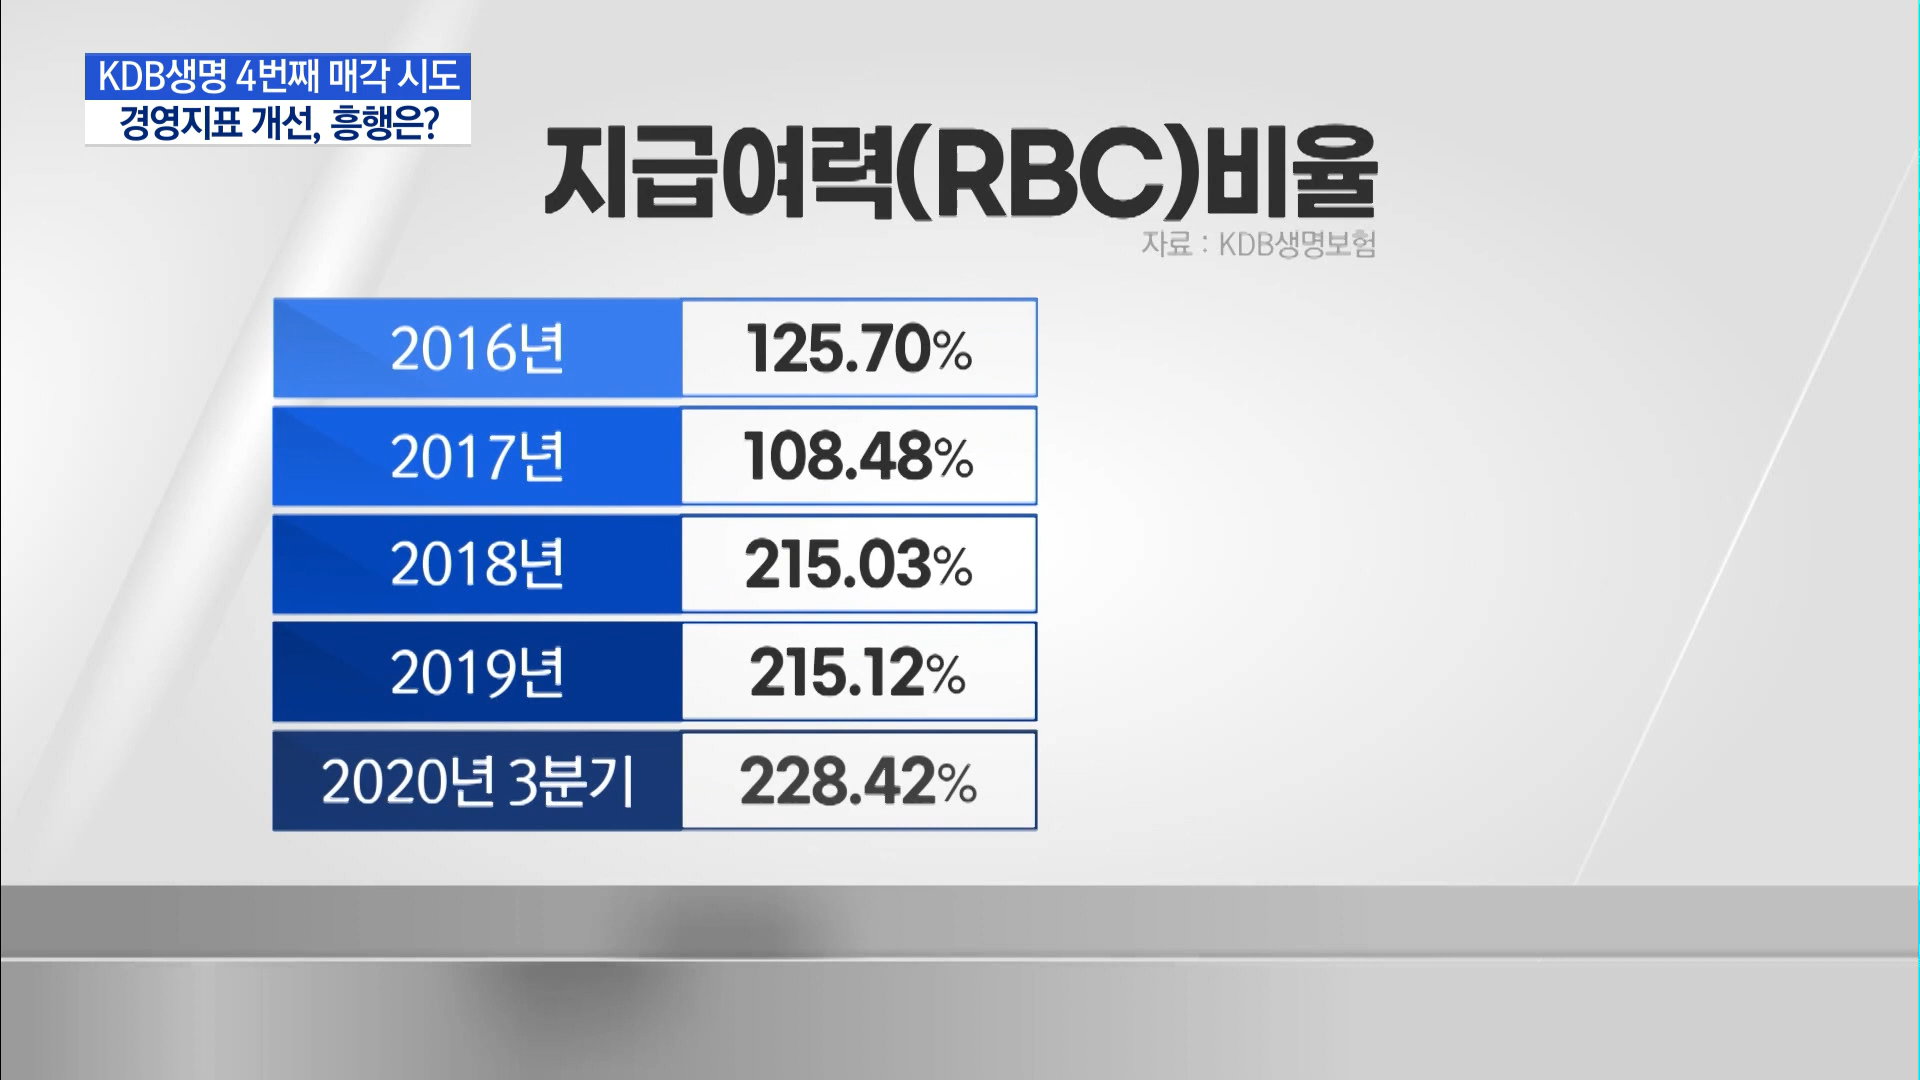 KDB생명 4번째 매각 시도
경영지표 개선, 흥행은?
지급여력(RBC)비율
자료 : KDB생명보험
2016년 125.70%
2017년 108.48%
2018년 215.03%
2019년 215.12%
2020년 3분기 228.42%